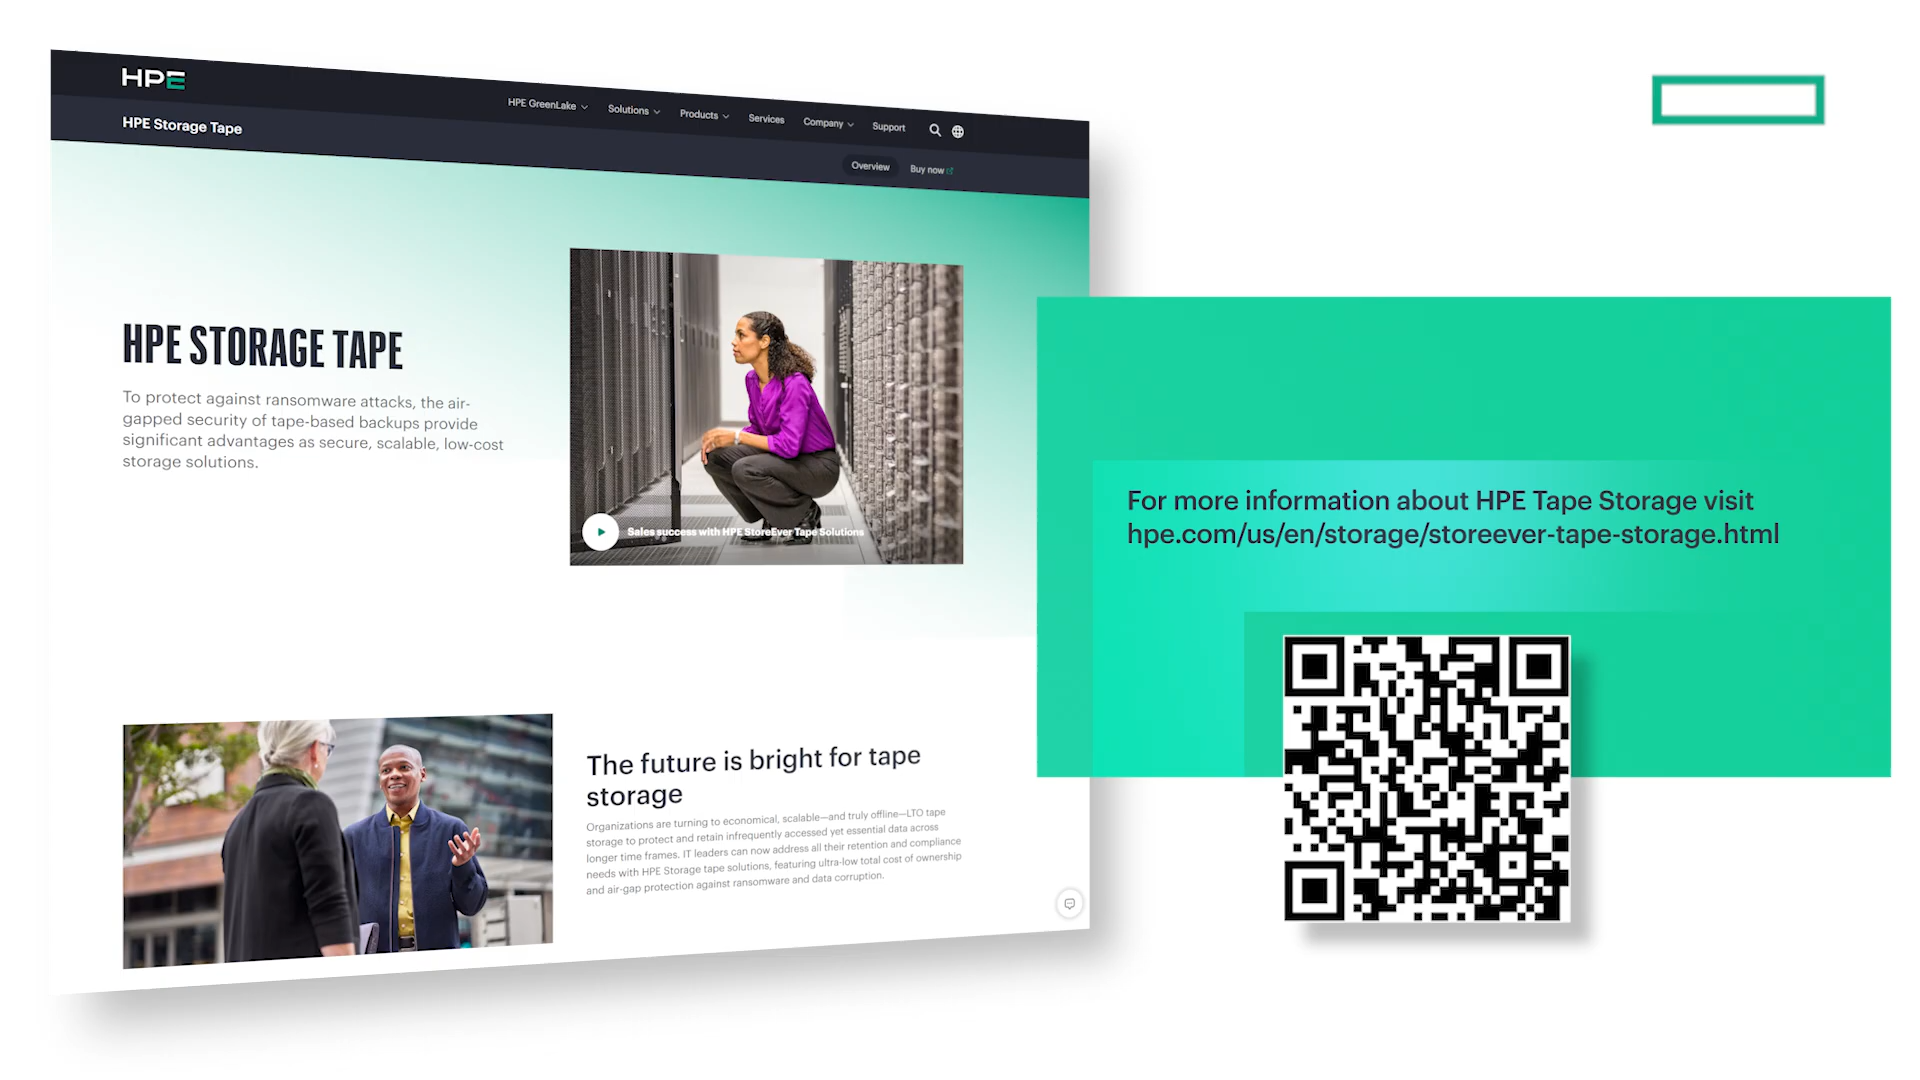 HPE
HPE GreenLake
Solutions
Products
Services
Company
Support
HPE Storage Tape
Overview
Buy now
HPE STORAGE TAPE
To protect against ransomware attacks, the air-
gapped security of tape-based backups provide
significant advantages as secure, scalable, low-cost
storage solutions.
Sales success with HPE StoreEver Tape Solutions
The future is bright for tape
storage
Organizations are turning to economical, scalable—and truly offline—LTO tape
storage to protect and retain infrequently accessed yet essential data across
longer time frames. IT leaders can now address all their retention and compliance
needs with HPE Storage tape solutions, featuring ultra-low total cost of ownership
and air-gap protection against ransomware and data corruption.
For more information about HPE Tape Storage visit
hpe.com/us/en/storage/storeever-tape-storage.html